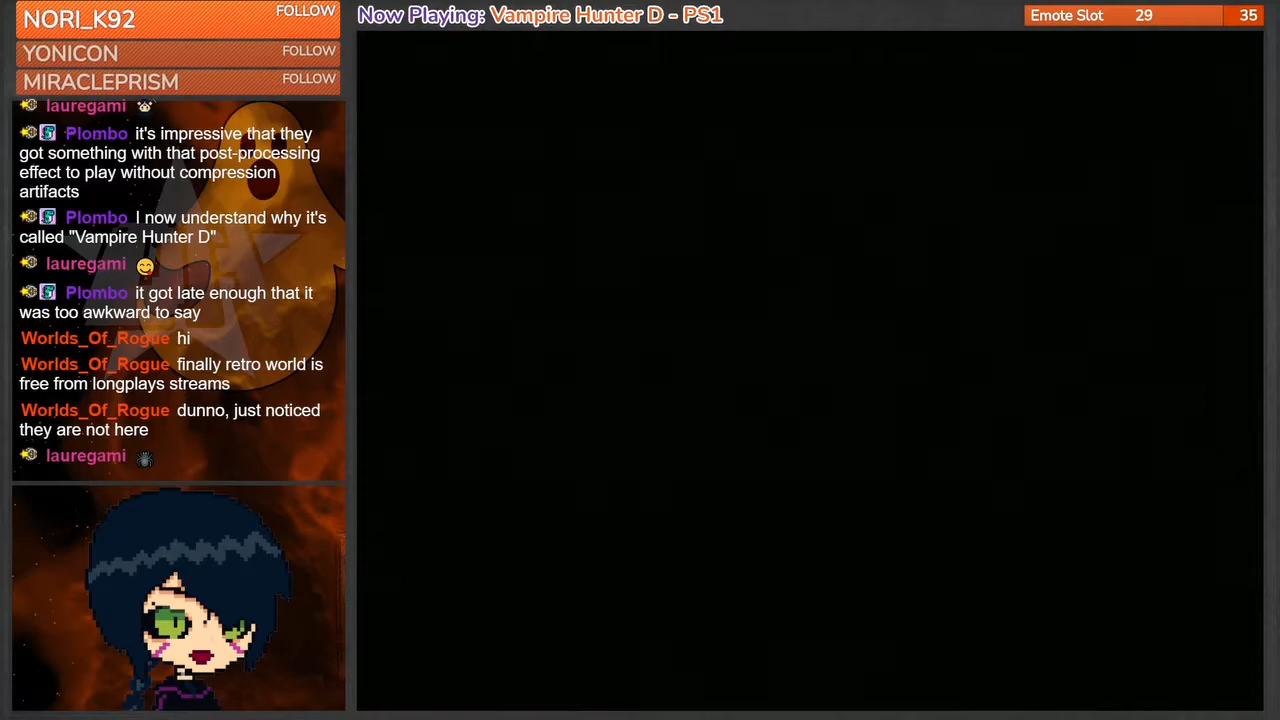 NORI_K92 FOLLOW
YONICON FOLLOW
MIRACLEPRISM FOLLOW
Now Playing: Vampire Hunter D - PS1
Emote Slot 29 35
lauregami
Plombo it's impressive that they
got something with that post-processing
effect to play without compression
artifacts
Plombo I now understand why it's
called "Vampire Hunter D"
lauregami
Plombo it got late enough that it
was too awkward to say
Worlds_Of_Rogue hi
Worlds_Of_Rogue finally retro world is
free from longplays streams
Worlds_Of_Rogue dunno, just noticed
they are not here
lauregami